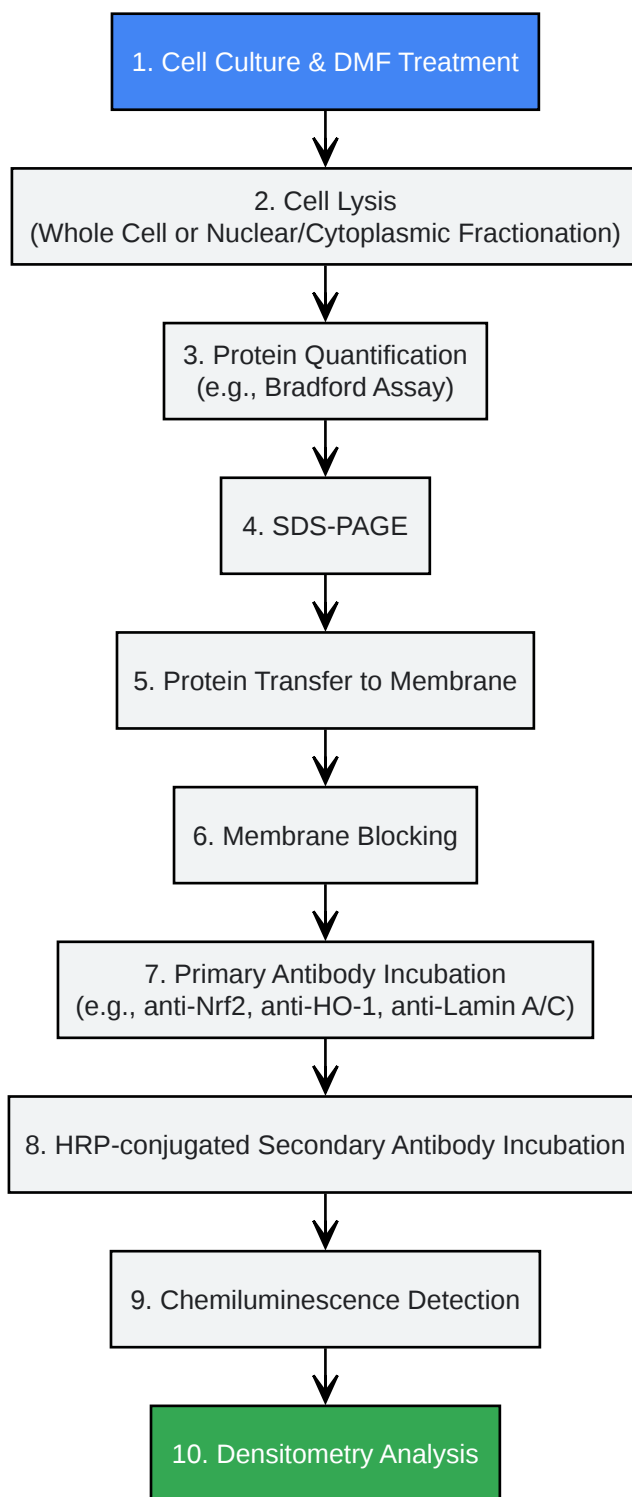 1. Cell Culture & DMF Treatment
2. Cell Lysis
(Whole Cell or Nuclear/Cytoplasmic Fractionation)
3. Protein Quantification
(e.g., Bradford Assay)
4. SDS-PAGE
5. Protein Transfer to Membrane
6. Membrane Blocking
7. Primary Antibody Incubation
(e.g., anti-Nrf2, anti-HO-1, anti-Lamin A/C)
8. HRP-conjugated Secondary Antibody Incubation
9. Chemiluminescence Detection
10. Densitometry Analysis